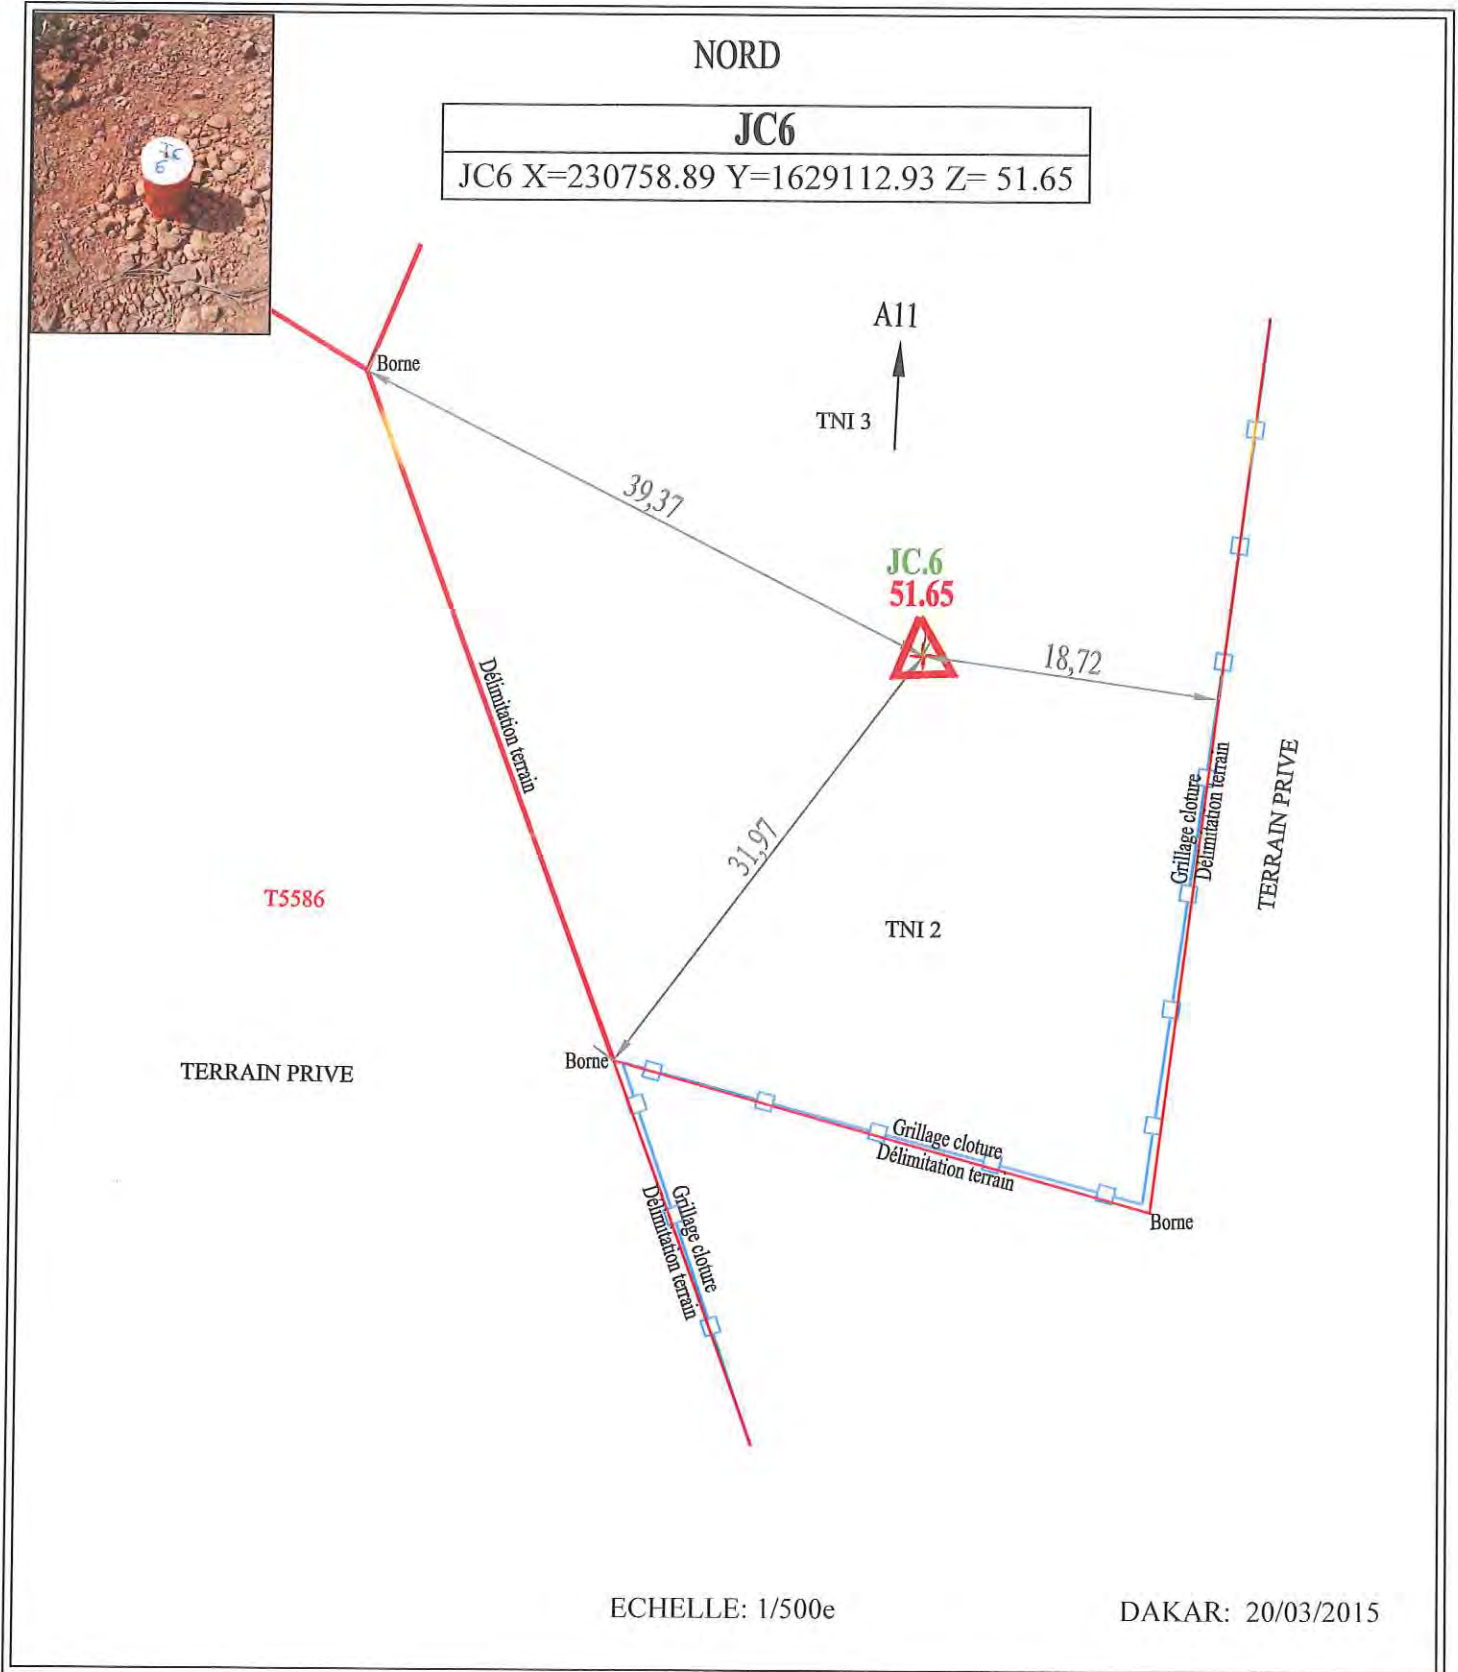 NORD
JC6
JC6 X=230758.89 Y=1629112.93 Z= 51.65
JC
6
A11
Borne
TNI 3
39,37
JC.6
51.65
18,72
Délimitation terrain
Grillage cloture
Délimitation terrain
TERRAIN PRIVE
31,97
T5586
TNI 2
Borne
TERRAIN PRIVE
Grillage cloture
Délimitation terrain
Grillage cloture
Délimitation terrain
Borne
ECHELLE: 1/500e
DAKAR: 20/03/2015